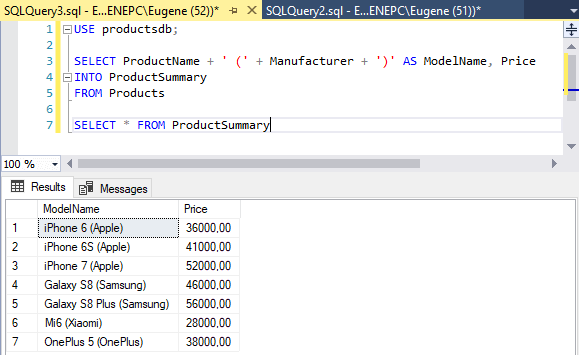 SQLQuery3.sql - E...ENEPC\Eugene (52))* SQLQuery2.sql - E...ENEPC\Eugene (51))*
1 USE productsdb;
2
3 SELECT ProductName + ' (' + Manufacturer + ')' AS ModelName, Price
4 INTO ProductSummary
5 FROM Products
6
7 SELECT * FROM ProductSummary
100 %
Results Messages
ModelName Price
1 iPhone 6 (Apple) 36000,00
2 iPhone 6S (Apple) 41000,00
3 iPhone 7 (Apple) 52000,00
4 Galaxy S8 (Samsung) 46000,00
5 Galaxy S8 Plus (Samsung) 56000,00
6 Mi6 (Xiaomi) 28000,00
7 OnePlus 5 (OnePlus) 38000,00